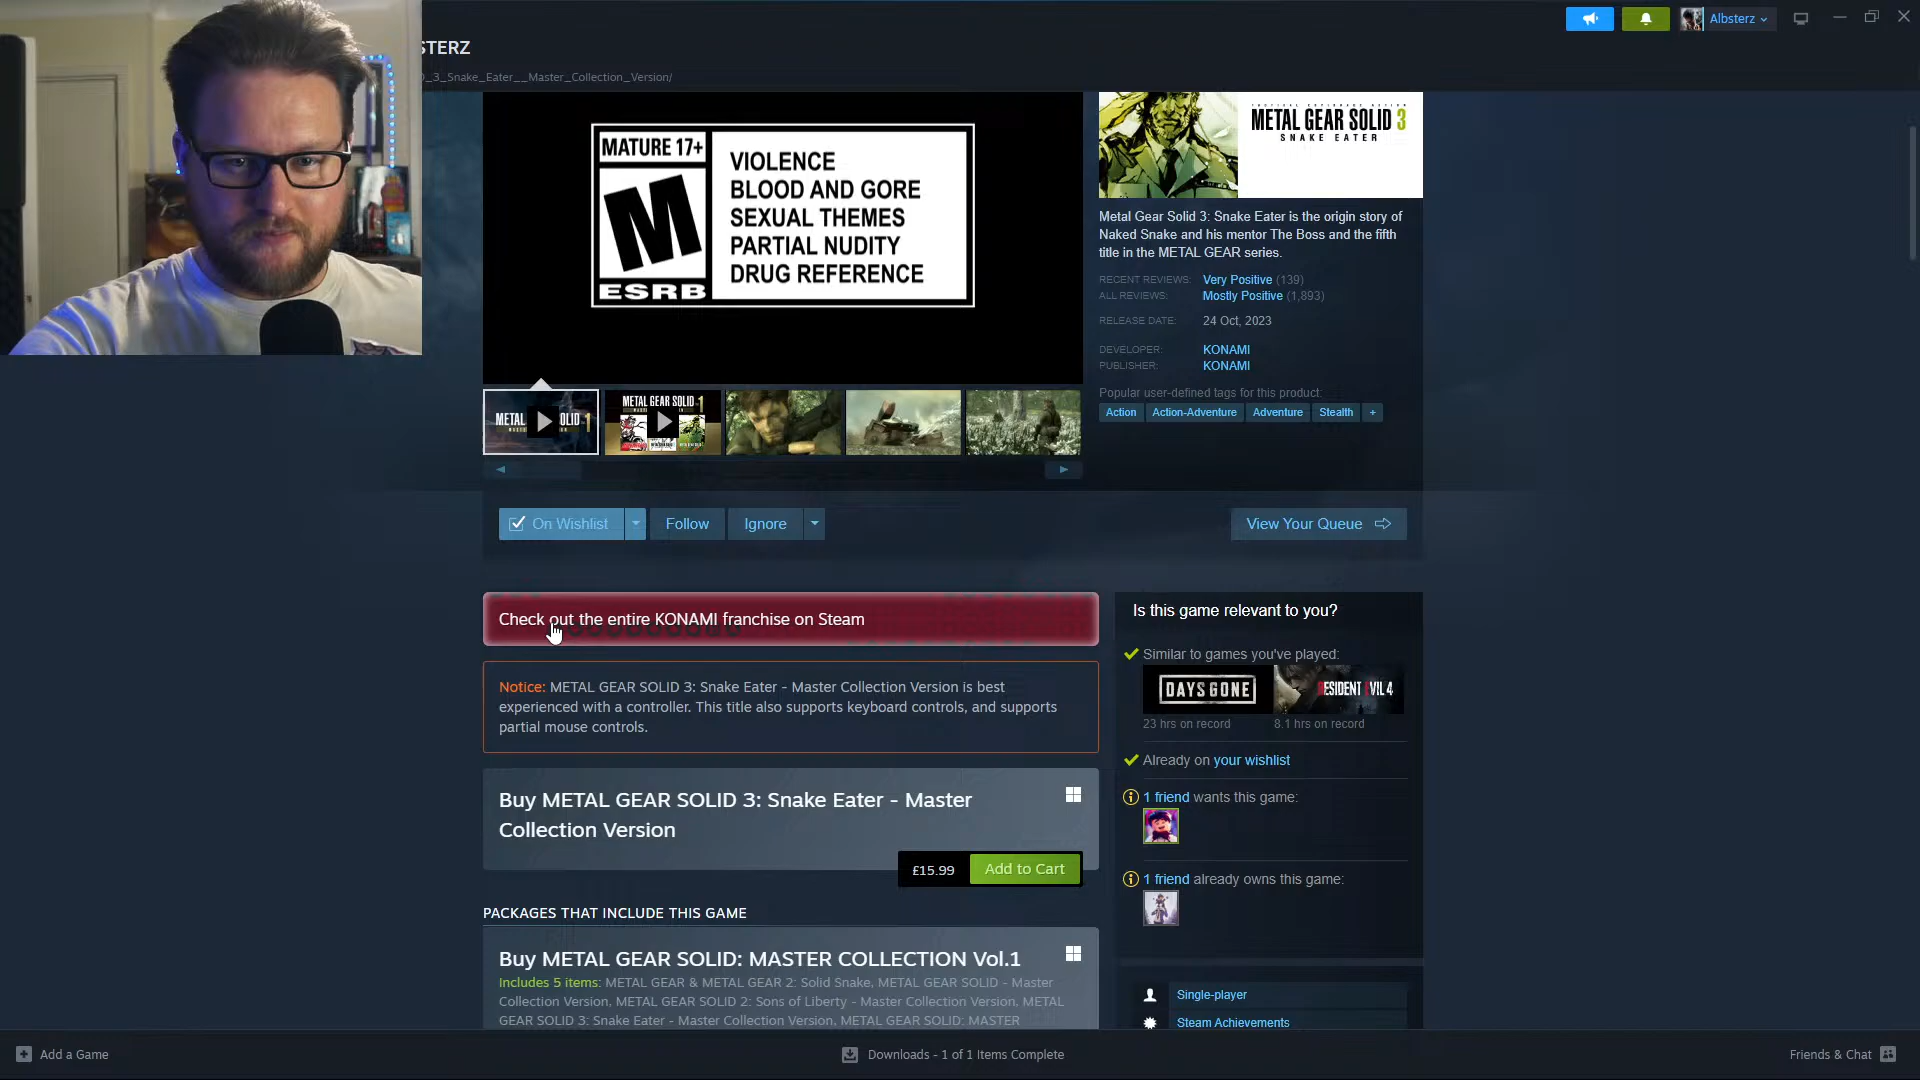 STERZ
Albsterz
_3_Snake_Eater__Master_Collection_Version/
MATURE 17+
M
ESRB
VIOLENCE
BLOOD AND GORE
SEXUAL THEMES
PARTIAL NUDITY
DRUG REFERENCE
TACTICAL ESPIONAGE ACTION
METAL GEAR SOLID 3
SNAKE EATER
Metal Gear Solid 3: Snake Eater is the origin story of
Naked Snake and his mentor The Boss and the fifth
title in the METAL GEAR series.
RECENT REVIEWS: Very Positive (139)
ALL REVIEWS: Mostly Positive (1,893)
RELEASE DATE: 24 Oct, 2023
DEVELOPER: KONAMI
PUBLISHER: KONAMI
Popular user-defined tags for this product:
Action Action-Adventure Adventure Stealth +
METAL OLID 1
METAL GEAR SOLID 1
On Wishlist Follow Ignore View Your Queue
Check out the entire KONAMI franchise on Steam
Notice: METAL GEAR SOLID 3: Snake Eater - Master Collection Version is best
experienced with a controller. This title also supports keyboard controls, and supports
partial mouse controls.
Buy METAL GEAR SOLID 3: Snake Eater - Master
Collection Version
£15.99 Add to Cart
PACKAGES THAT INCLUDE THIS GAME
Buy METAL GEAR SOLID: MASTER COLLECTION Vol.1
Includes 5 items: METAL GEAR & METAL GEAR 2: Solid Snake, METAL GEAR SOLID - Master
Collection Version, METAL GEAR SOLID 2: Sons of Liberty - Master Collection Version, METAL
GEAR SOLID 3: Snake Eater - Master Collection Version, METAL GEAR SOLID: MASTER
Is this game relevant to you?
Similar to games you've played:
DAYS GONE
RESIDENT EVIL 4
23 hrs on record
8.1 hrs on record
Already on your wishlist
1 friend wants this game:
1 friend already owns this game:
Single-player
Steam Achievements
Add a Game
Downloads - 1 of 1 Items Complete
Friends & Chat